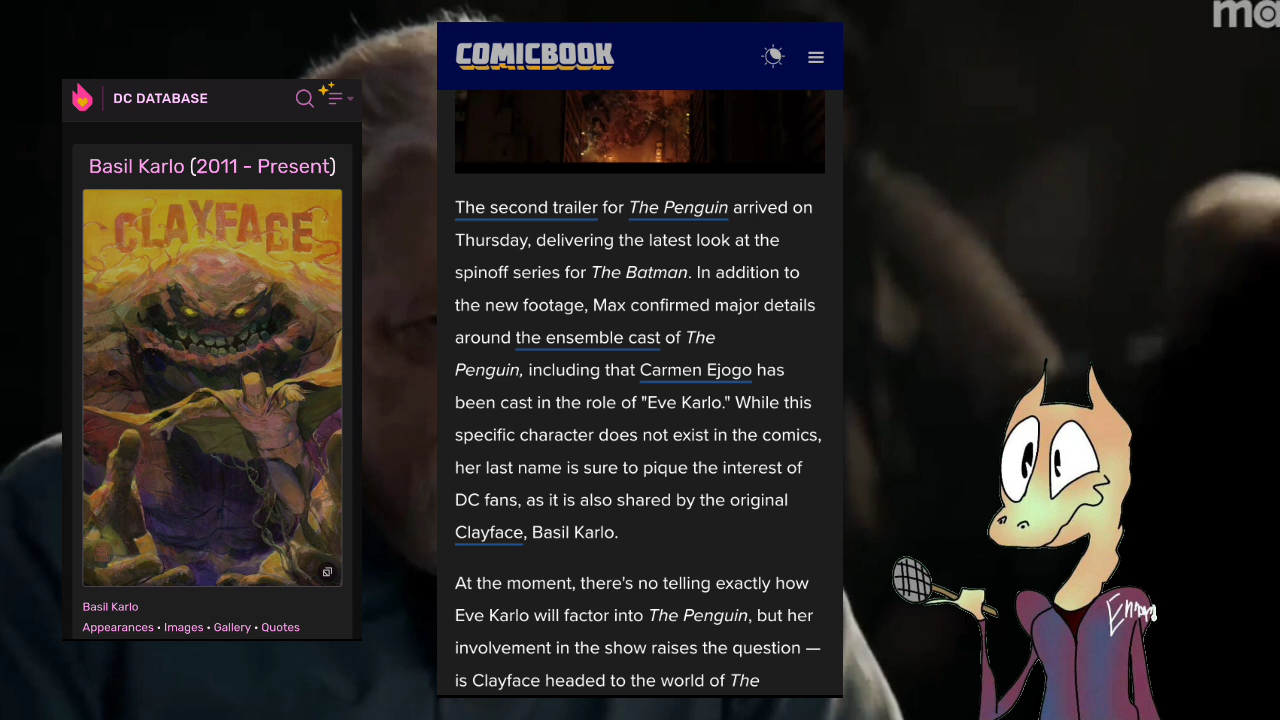 ma
DC DATABASE
Basil Karlo (2011 - Present)
CLAYFACE
Basil Karlo
Appearances • Images • Gallery • Quotes
COMICBOOK
The second trailer for The Penguin arrived on
Thursday, delivering the latest look at the
spinoff series for The Batman. In addition to
the new footage, Max confirmed major details
around the ensemble cast of The
Penguin, including that Carmen Ejogo has
been cast in the role of "Eve Karlo." While this
specific character does not exist in the comics,
her last name is sure to pique the interest of
DC fans, as it is also shared by the original
Clayface, Basil Karlo.
At the moment, there's no telling exactly how
Eve Karlo will factor into The Penguin, but her
involvement in the show raises the question —
is Clayface headed to the world of The